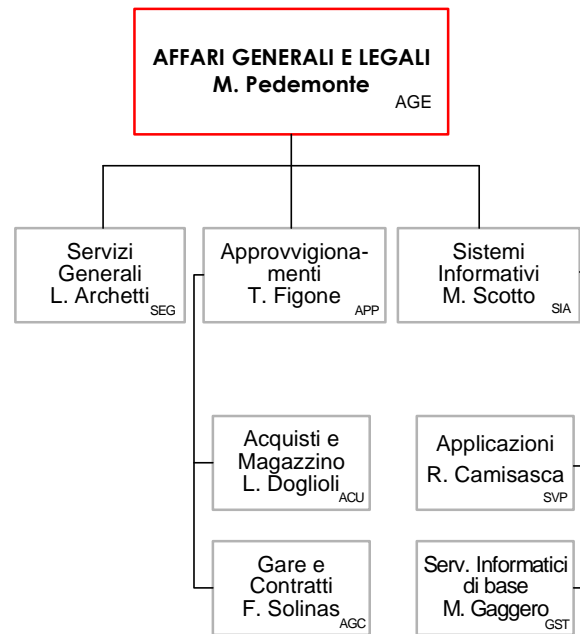 AFFARI GENERALI E LEGALI
M. Pedemonte
AGE
Servizi
Generali
L. Archetti
SEG
Approvvigiona-
menti
T. Figone
APP
Sistemi
Informativi
M. Scotto
SIA
Acquisti e
Magazzino
L. Doglioli
ACU
Applicazioni
R. Camisasca
SVP
Gare e
Contratti
F. Solinas
AGC
Serv. Informatici
di base
M. Gaggero
GST